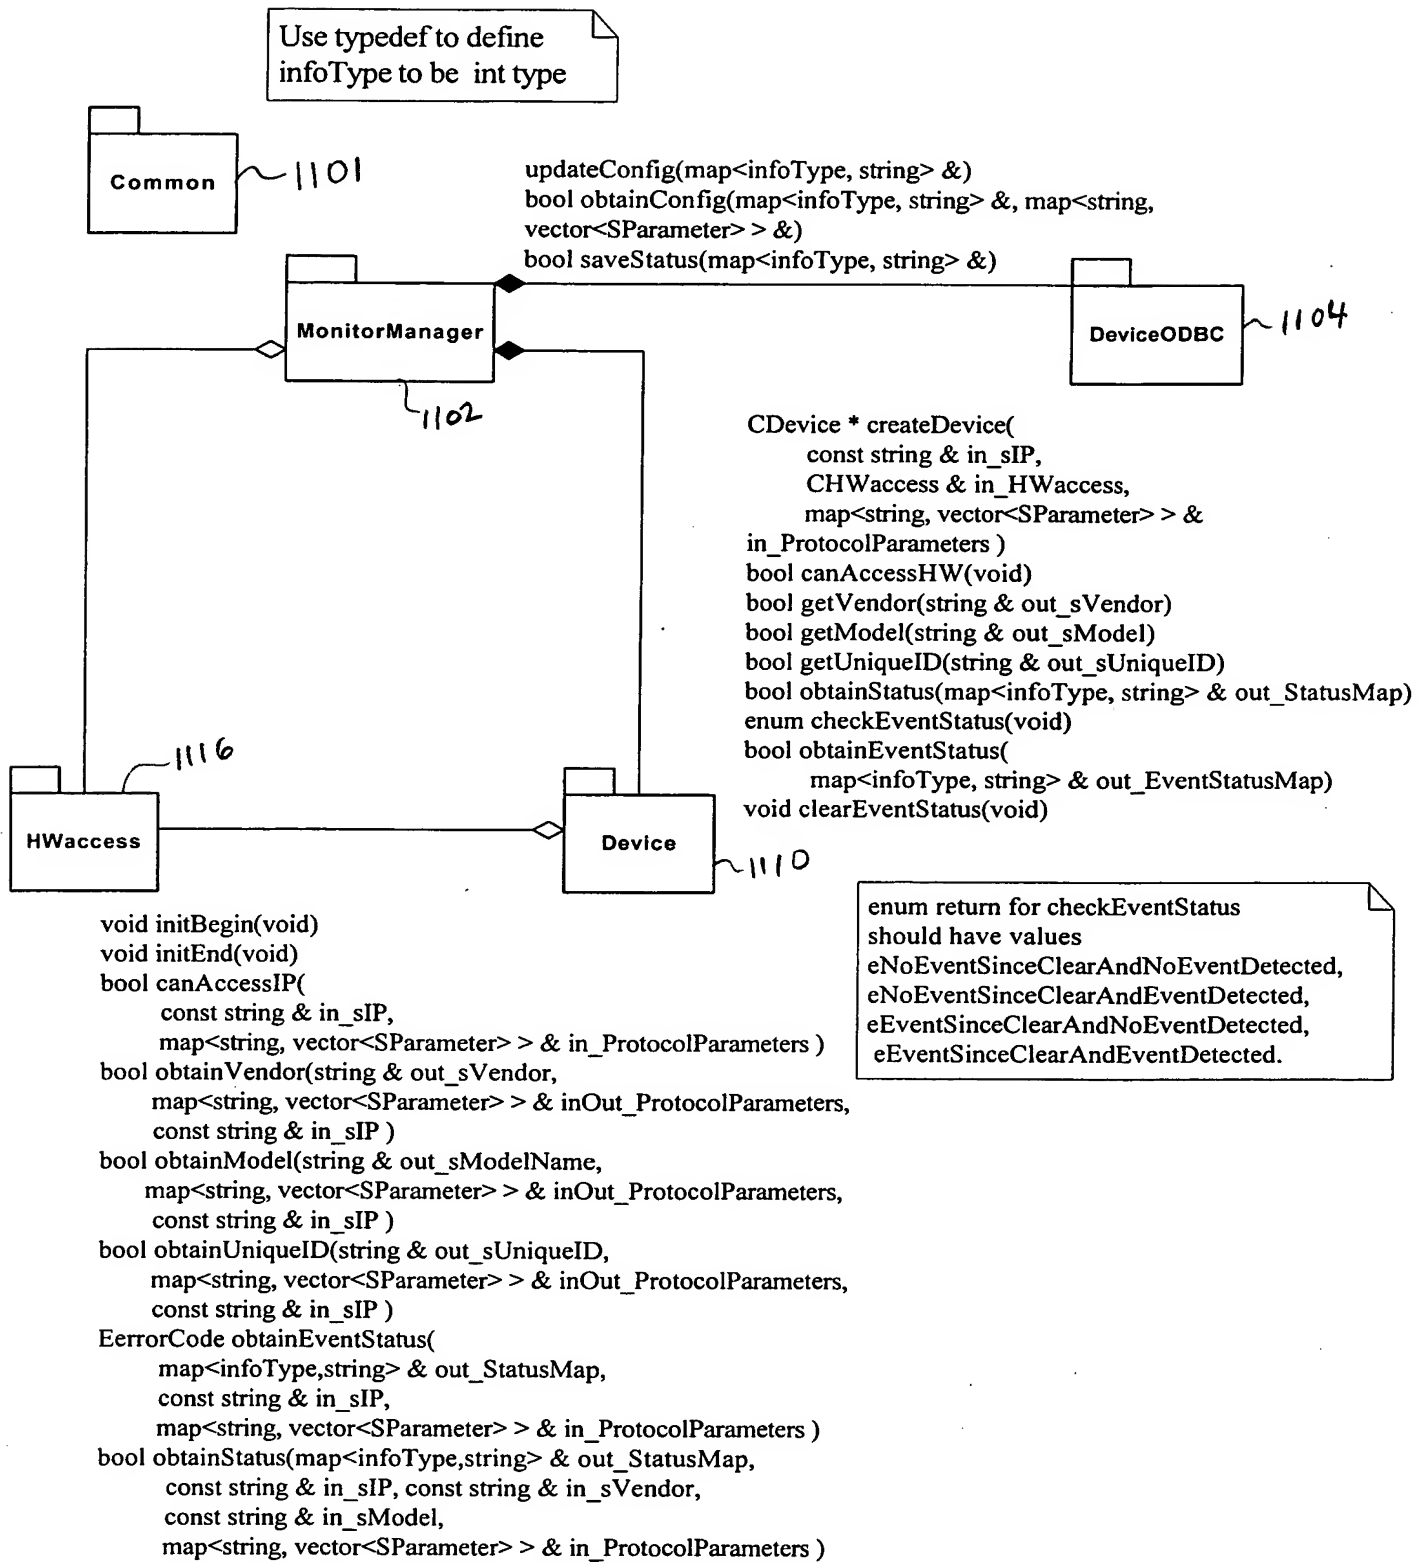 Use typedef to define
infoType to be int type
Common
1101
updateConfig(map<infoType, string> &)
bool obtainConfig(map<infoType, string> &, map<string,
vector<SParameter> > &)
bool saveStatus(map<infoType, string> &)
MonitorManager
1102
DeviceODBC
1104
CDevice * createDevice(
const string & in_sIP,
CHWaccess & in_HWaccess,
map<string, vector<SParameter> > &
in_ProtocolParameters )
bool canAccessHW(void)
bool getVendor(string & out_sVendor)
bool getModel(string & out_sModel)
bool getUniqueID(string & out_sUniqueID)
bool obtainStatus(map<infoType, string> & out_StatusMap)
enum checkEventStatus(void)
bool obtainEventStatus(
map<infoType, string> & out_EventStatusMap)
void clearEventStatus(void)
1116
HWaccess
Device
1110
enum return for checkEventStatus
should have values
eNoEventSinceClearAndNoEventDetected,
eNoEventSinceClearAndEventDetected,
eEventSinceClearAndNoEventDetected,
eEventSinceClearAndEventDetected.
void initBegin(void)
void initEnd(void)
bool canAccessIP(
const string & in_sIP,
map<string, vector<SParameter> > & in_ProtocolParameters )
bool obtainVendor(string & out_sVendor,
map<string, vector<SParameter> > & inOut_ProtocolParameters,
const string & in_sIP )
bool obtainModel(string & out_sModelName,
map<string, vector<SParameter> > & inOut_ProtocolParameters,
const string & in_sIP )
bool obtainUniqueID(string & out_sUniqueID,
map<string, vector<SParameter> > & inOut_ProtocolParameters,
const string & in_sIP )
EerrorCode obtainEventStatus(
map<infoType,string> & out_StatusMap,
const string & in_sIP,
map<string, vector<SParameter> > & in_ProtocolParameters )
bool obtainStatus(map<infoType,string> & out_StatusMap,
const string & in_sIP, const string & in_sVendor,
const string & in_sModel,
map<string, vector<SParameter> > & in_ProtocolParameters )